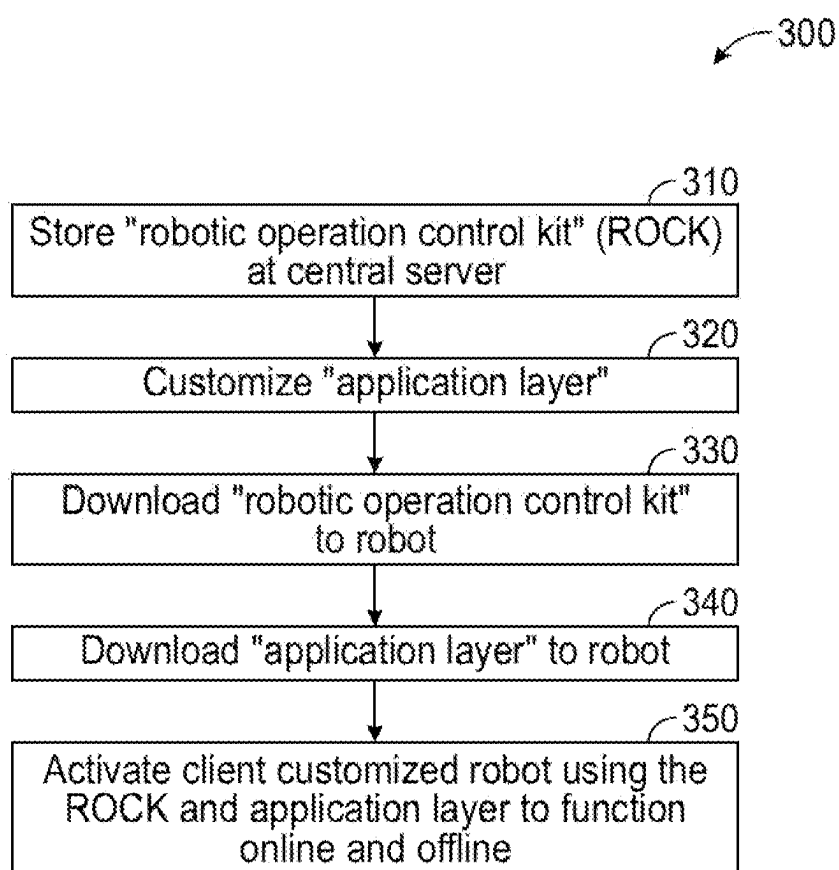 300
310
Store "robotic operation control kit" (ROCK)
at central server
320
Customize "application layer"
330
Download "robotic operation control kit"
to robot
340
Download "application layer" to robot
350
Activate client customized robot using the
ROCK and application layer to function
online and offline